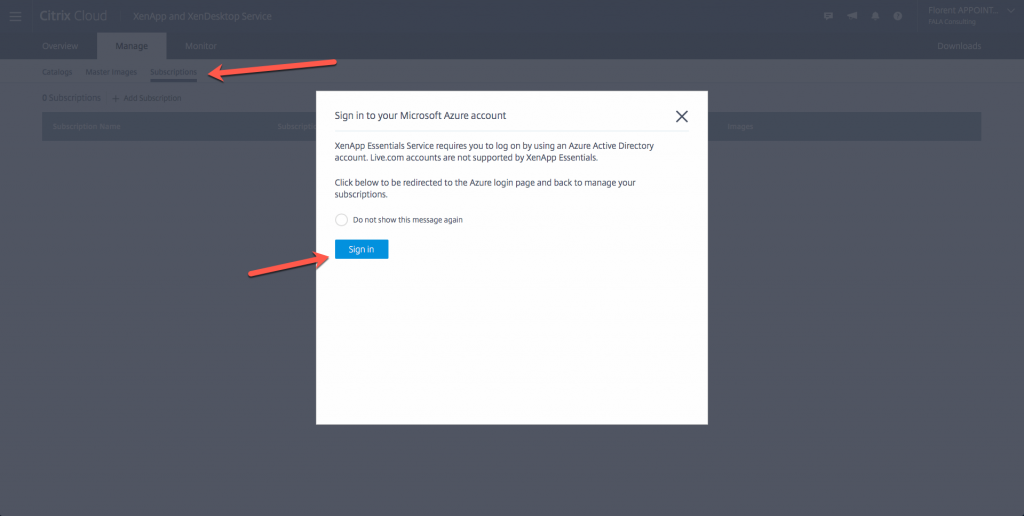 Citrix Cloud XenApp and XenDesktop Service Florent APPOINT...
Overview Manage Monitor Downloads
Catalogs Master Images Subscriptions
0 Subscriptions + Add Subscription
Subscription Name Subscripti Images
Sign in to your Microsoft Azure account
XenApp Essentials Service requires you to log on by using an Azure Active Directory
account. Live.com accounts are not supported by XenApp Essentials.
Click below to be redirected to the Azure login page and back to manage your
subscriptions.
Do not show this message again
Sign in